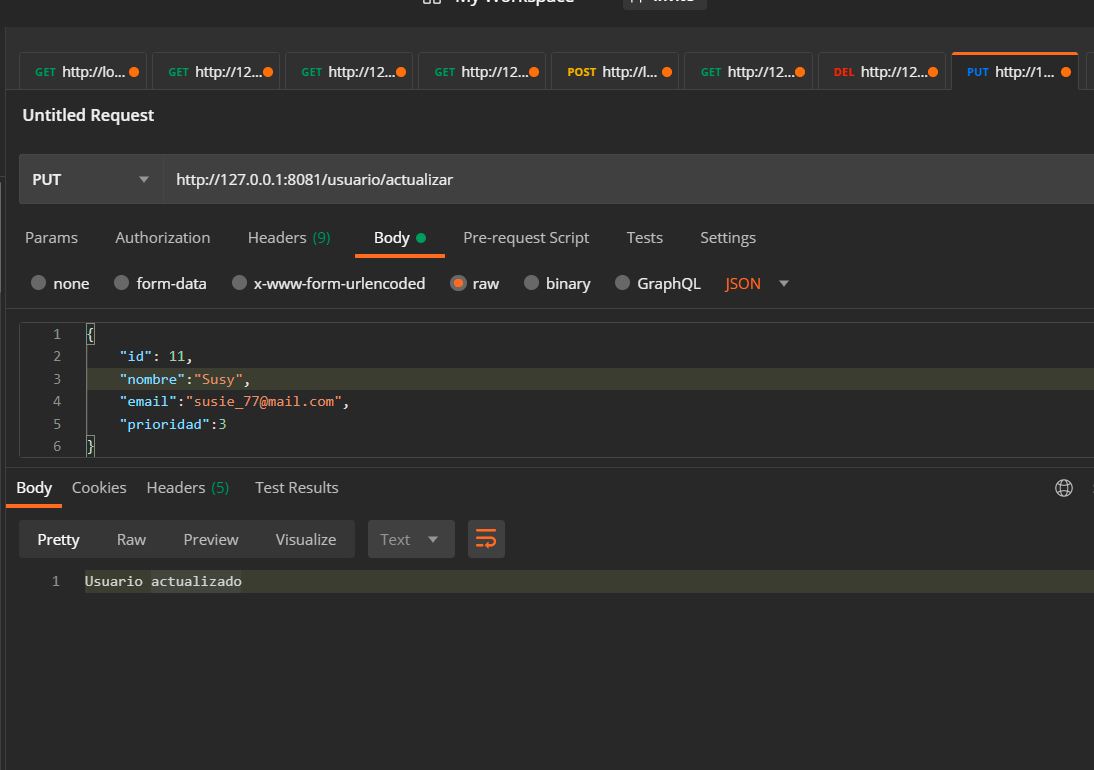 My Workspace
Invite
GET http://lo... GET http://12... GET http://12... GET http://12... POST http://l... GET http://12... DEL http://12... PUT http://1...
Untitled Request
PUT http://127.0.0.1:8081/usuario/actualizar
Params Authorization Headers (9) Body Pre-request Script Tests Settings
none form-data x-www-form-urlencoded raw binary GraphQL JSON
1 {
2 "id": 11,
3 "nombre":"Susy",
4 "email":"susie_77@mail.com",
5 "prioridad":3
6 }
Body Cookies Headers (5) Test Results
Pretty Raw Preview Visualize Text
1 Usuario actualizado